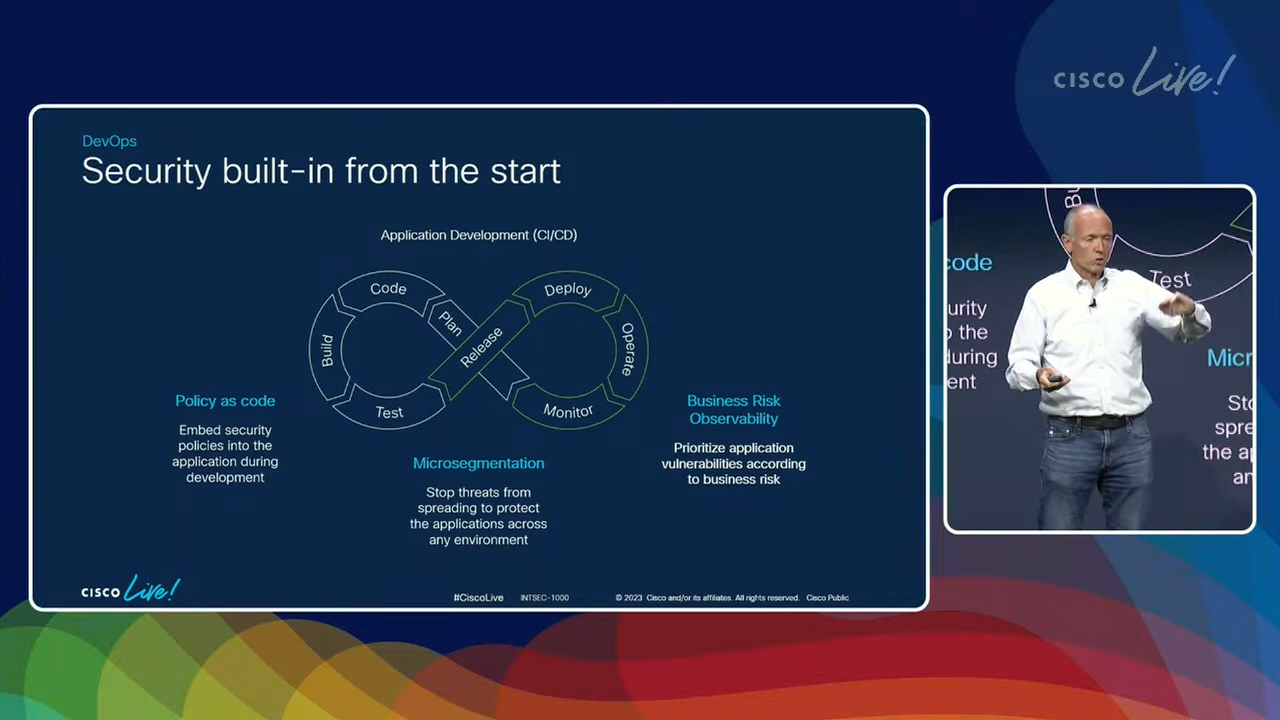 CISCO Live!
DevOps
Security built-in from the start
Application Development (CI/CD)
Code
Plan
Build
Test
Release
Deploy
Operate
Monitor
Policy as code
Embed security
policies into the
application during
development
Microsegmentation
Stop threats from
spreading to protect
the applications across
any environment
Business Risk
Observability
Prioritize application
vulnerabilities according
to business risk
CISCO Live!
#CiscoLive
INTSEC-1000
© 2023 Cisco and/or its affiliates. All rights reserved. Cisco Public
Bu
Test
code
urity
the
during
ent
Micr
Sto
spre
the ap
an